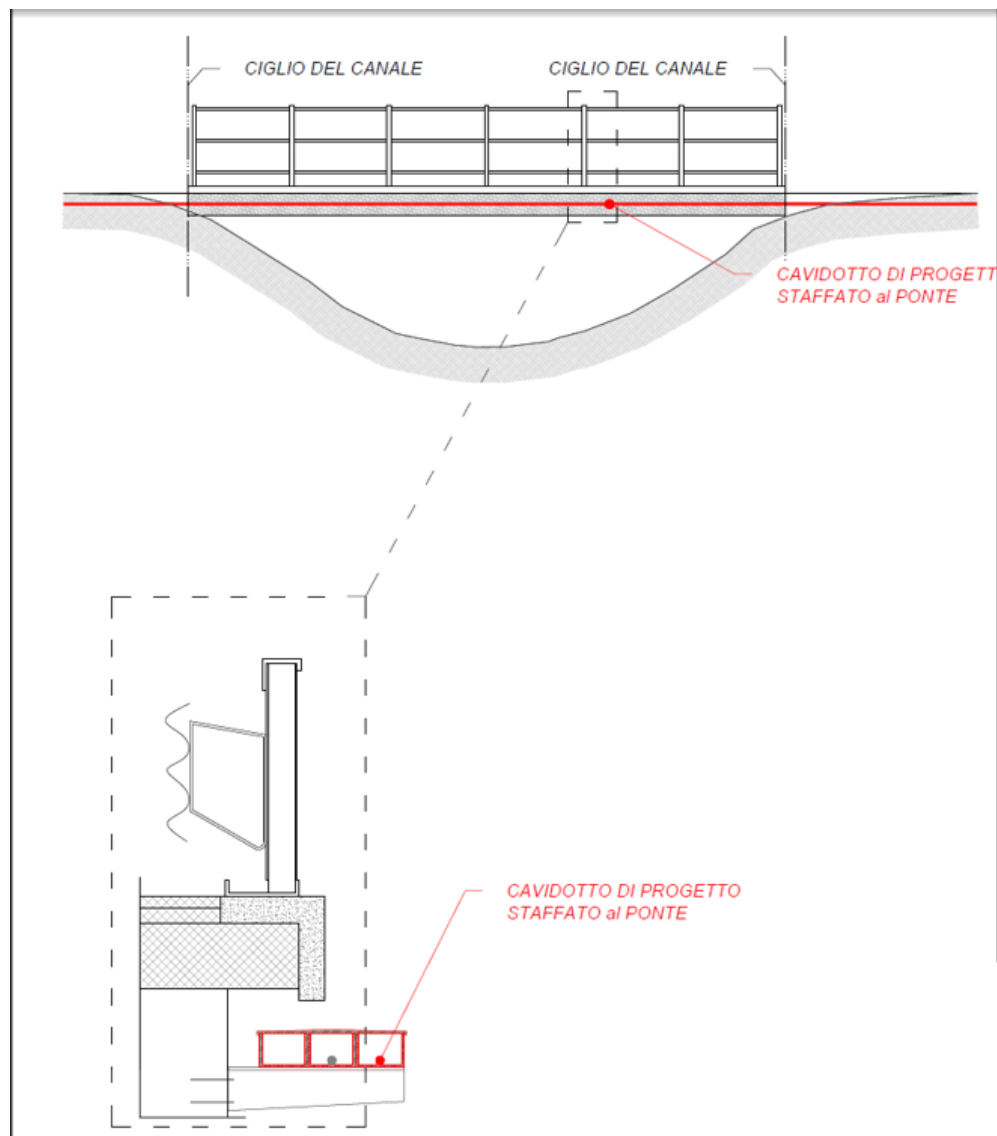 CIGLIO DEL CANALE
CIGLIO DEL CANALE
CAVIDOTTO DI PROGETT
STAFFATO al PONTE
CAVIDOTTO DI PROGETTO
STAFFATO al PONTE